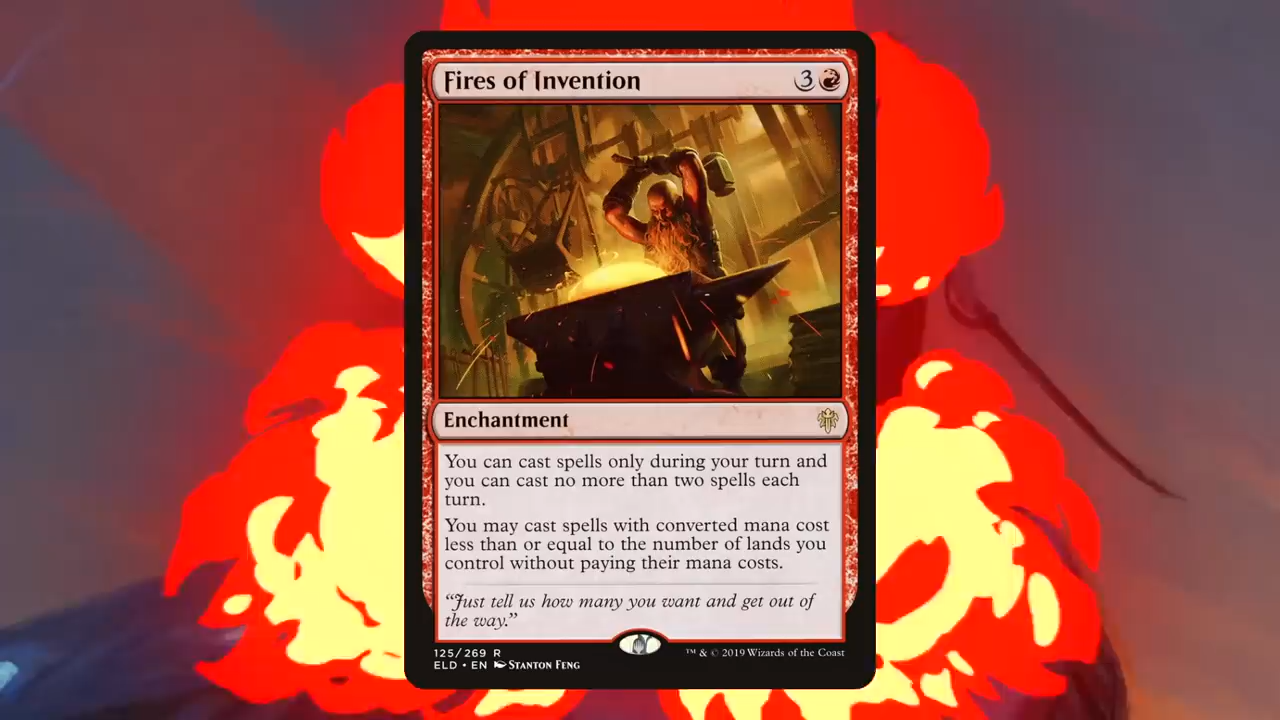 Fires of Invention 3
Enchantment
You can cast spells only during your turn and
you can cast no more than two spells each
turn.
You may cast spells with converted mana cost
less than or equal to the number of lands you
control without paying their mana costs.
“Just tell us how many you want and get out of
the way.”
125/269 R
ELD • EN STANTON FENG
™ & © 2019 Wizards of the Coast